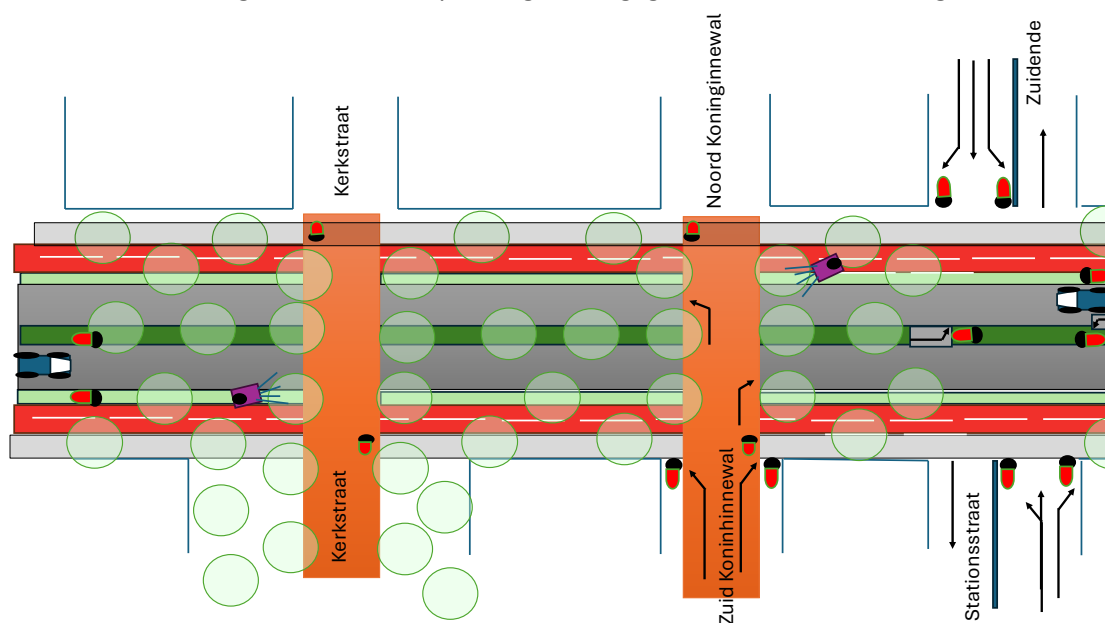 Kerkstraat
Noord Koninginnewal
Zuidende
Kerkstraat
Zuid Koninhinnewal
Stationsstraat